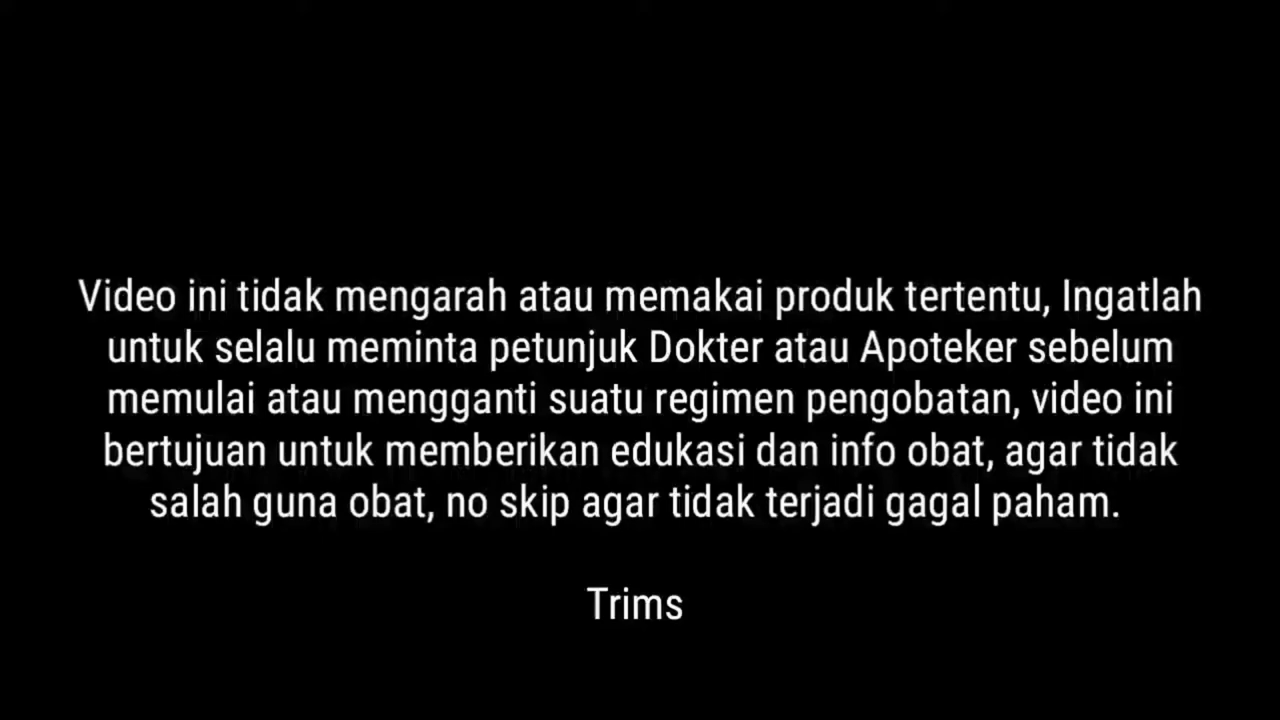 Video ini tidak mengarah atau memakai produk tertentu, Ingatlah
untuk selalu meminta petunjuk Dokter atau Apoteker sebelum
memulai atau mengganti suatu regimen pengobatan, video ini
bertujuan untuk memberikan edukasi dan info obat, agar tidak
salah guna obat, no skip agar tidak terjadi gagal paham.
Trims